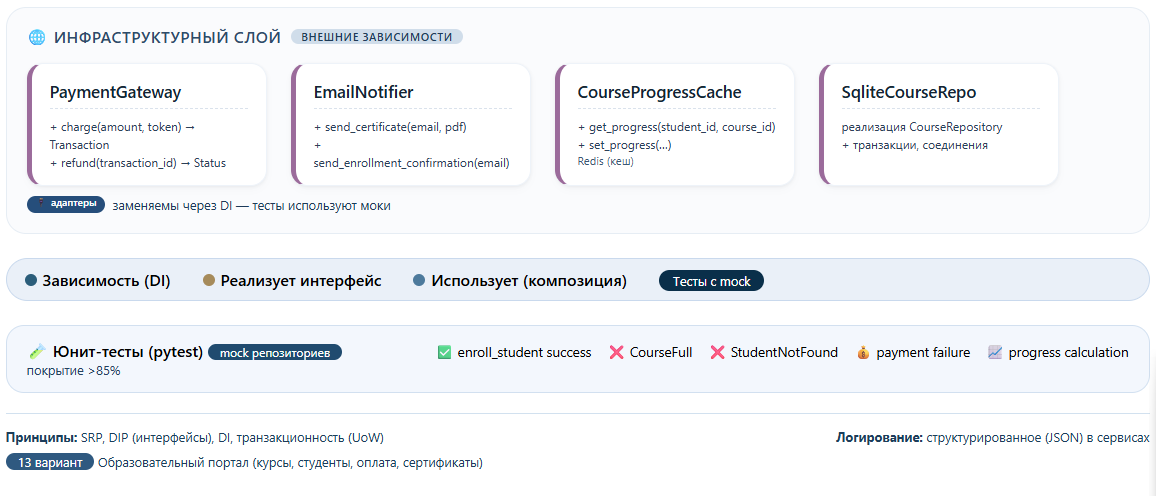 🌐 ИНФРАСТРУКТУРНЫЙ СЛОЙ ВНЕШНИЕ ЗАВИСИМОСТИ
PaymentGateway
+ charge(amount, token) →
Transaction
+ refund(transaction_id) → Status
EmailNotifier
+ send_certificate(email, pdf)
+
send_enrollment_confirmation(email)
CourseProgressCache
+ get_progress(student_id, course_id)
+ set_progress(...)
Redis (кеш)
SqliteCourseRepo
реализация CourseRepository
+ транзакции, соединения
адаптеры заменяемы через DI — тесты используют моки
Зависимость (DI) Реализует интерфейс Использует (композиция) Тесты с mock
Юнит-тесты (pytest) mock репозиториев
покрытие >85%
✅ enroll_student success ❌ CourseFull ❌ StudentNotFound 💰 payment failure 📈 progress calculation
Принципы: SRP, DIP (интерфейсы), DI, транзакционность (UoW)
Логирование: структурированное (JSON) в сервисах
13 вариант Образовательный портал (курсы, студенты, оплата, сертификаты)